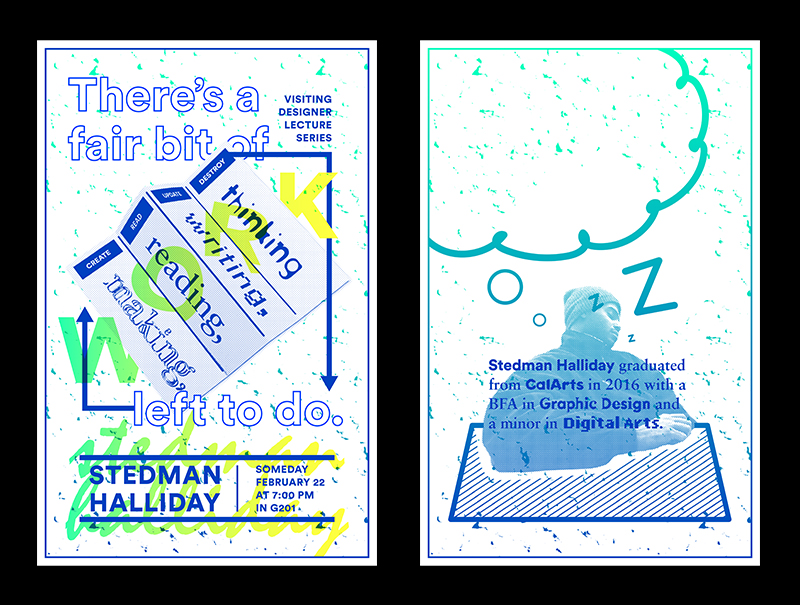 There's a
fair bit of
VISITING
DESIGNER
LECTURE
SERIES
CREATE
READ
UPDATE
DESTROY
making,
reading,
writing,
thinking
WORK
left to do.
stedman
halliday
STEDMAN
HALLIDAY
SOMEDAY
FEBRUARY 22
AT 7:00 PM
IN G201
Z
Z
Z
Stedman Halliday graduated
from CalArts in 2016 with a
BFA in Graphic Design and
a minor in Digital Arts.